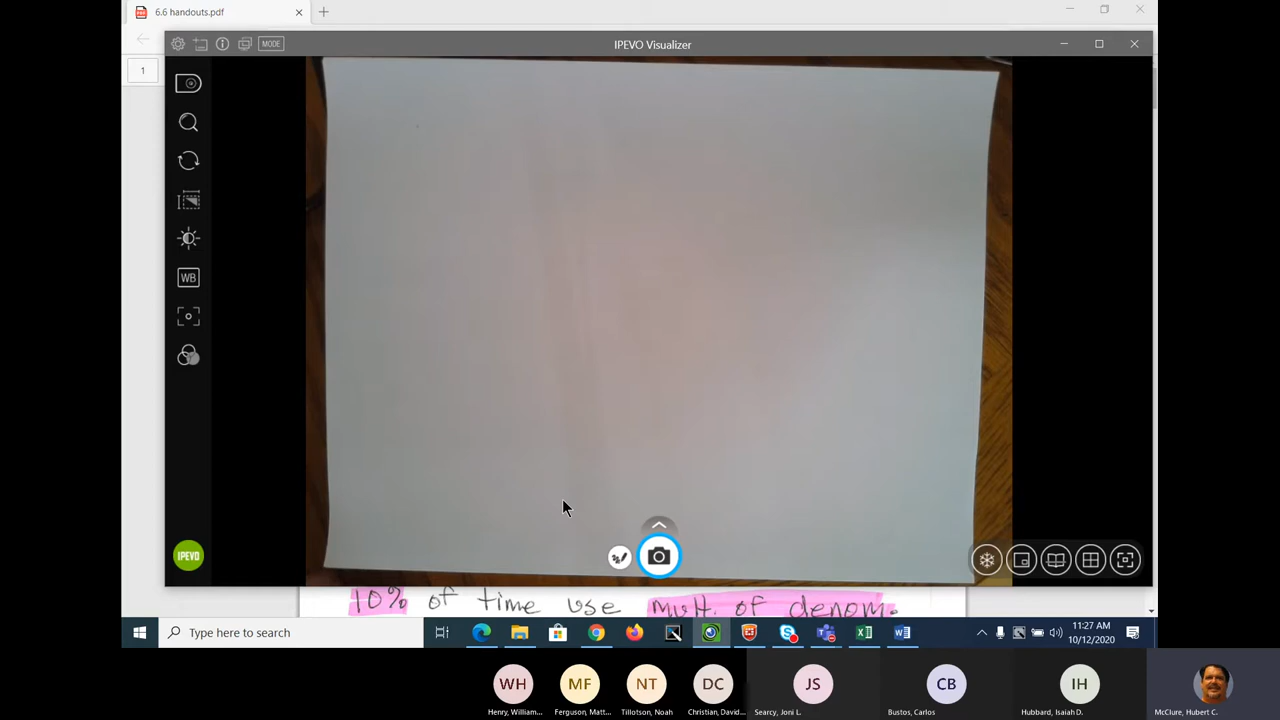 6.6 handouts.pdf
MODE
IPEVO Visualizer
1
WB
IPEVO
10% of time use mult. of denom.
Type here to search
11:27 AM
10/12/2020
WH
MF
NT
DC
JS
CB
IH
Henry, William...
Ferguson, Matt...
Tillotson, Noah
Christian, David...
Searcy, Joni L.
Bustos, Carlos
Hubbard, Isaiah D.
McClure, Hubert C.